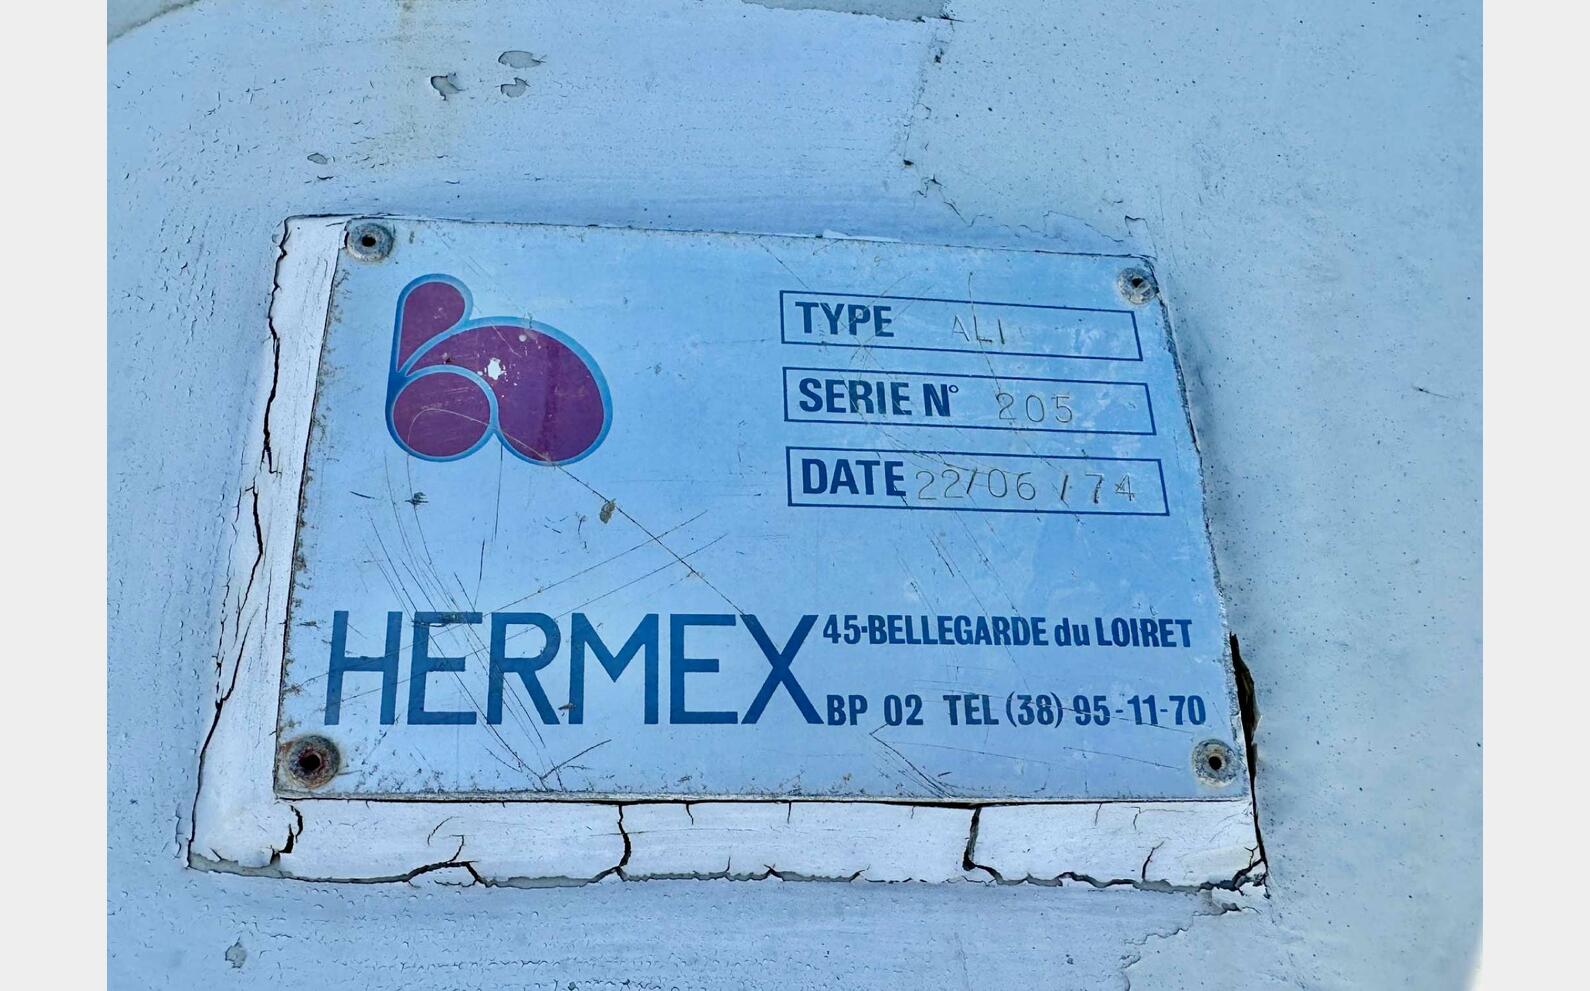 TYPE ALI
SERIE N° 205
DATE 22/06/74
HERMEX
45-BELLEGARDE du LOIRET
BP 02 TEL (38) 95-11-70